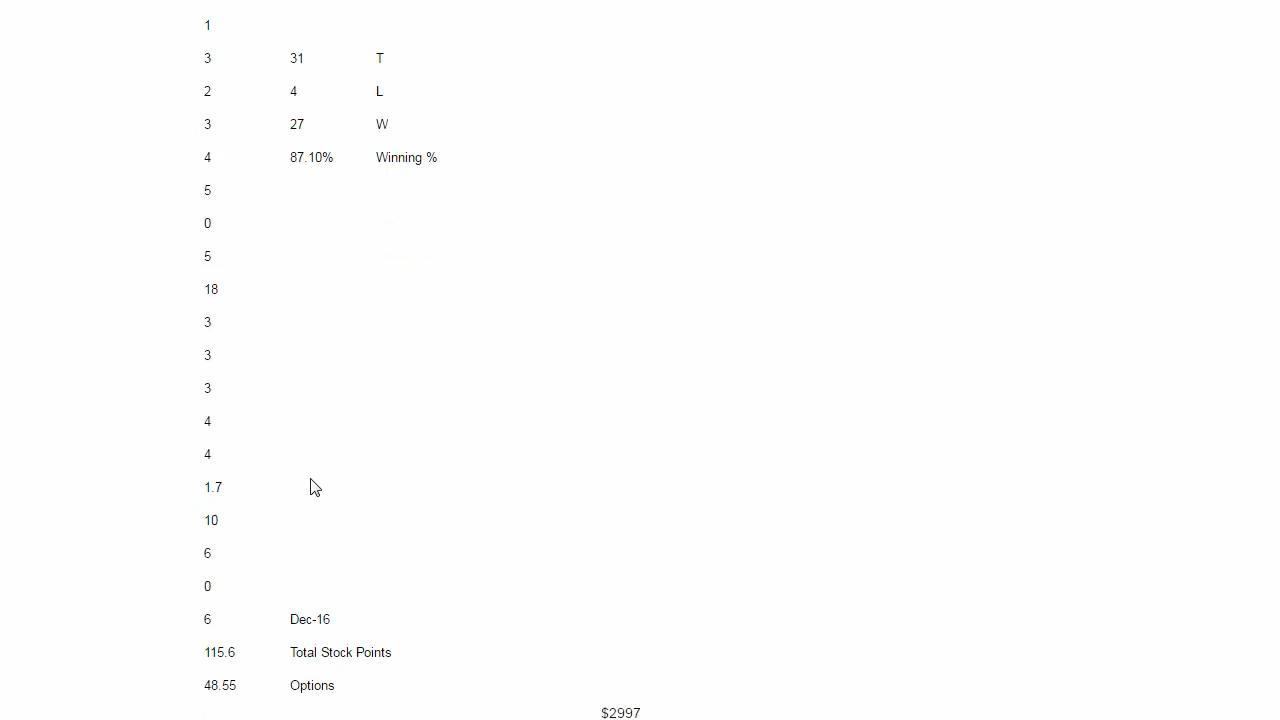 1
3 31 T
2 4 L
3 27 W
4 87.10% Winning %
5
0
5
18
3
3
3
4
4
1.7
10
6
0
6 Dec-16
115.6 Total Stock Points
48.55 Options
$2997